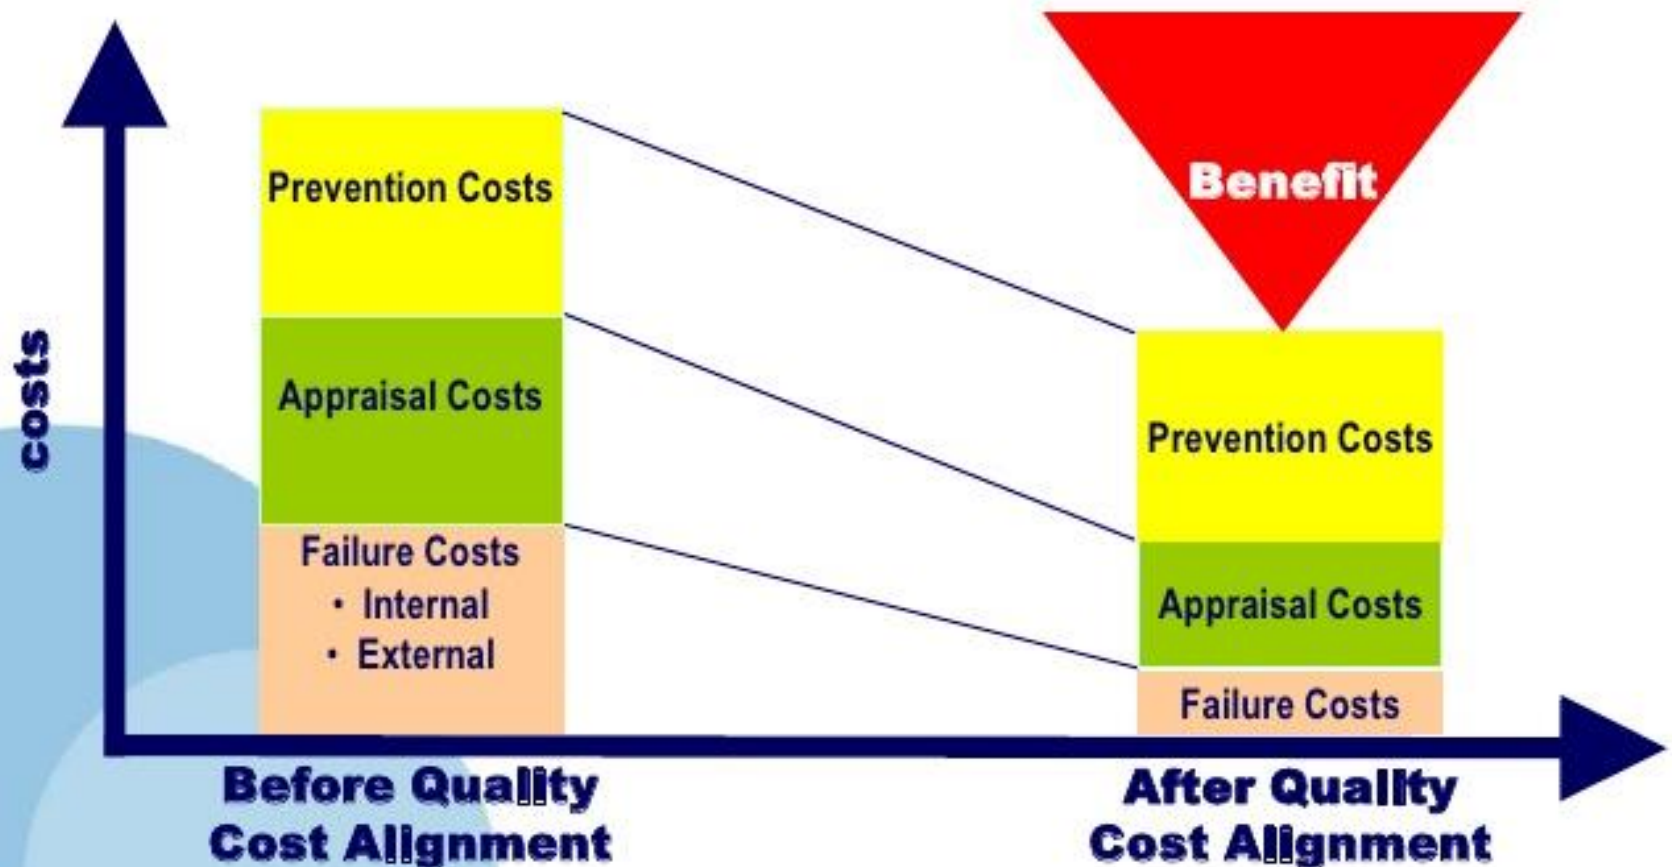 costs
Prevention Costs
Appraisal Costs
Failure Costs
• Internal
• External
Before Quality
Cost Alignment
Benefit
Prevention Costs
Appraisal Costs
Failure Costs
After Quality
Cost Alignment